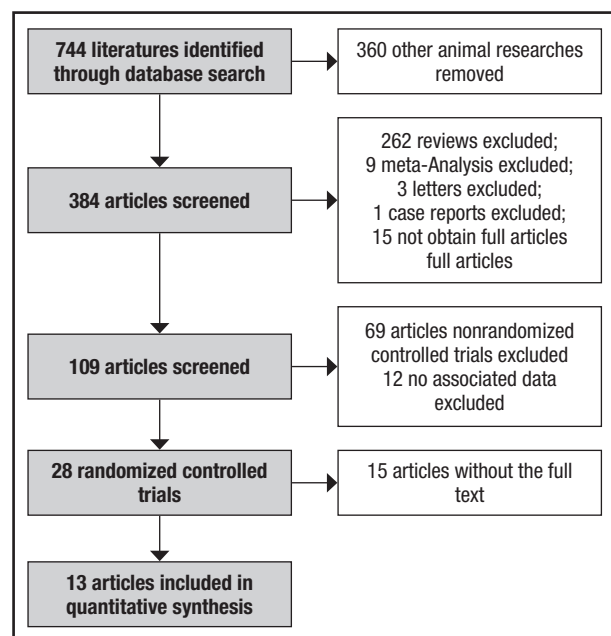 744 literatures identified
through database search
360 other animal researches
removed
384 articles screened
262 reviews excluded;
9 meta-Analysis excluded;
3 letters excluded;
1 case reports excluded;
15 not obtain full articles
full articles
109 articles screened
69 articles nonrandomized
controlled trials excluded
12 no associated data
excluded
28 randomized controlled
trials
15 articles without the full
text
13 articles included in
quantitative synthesis